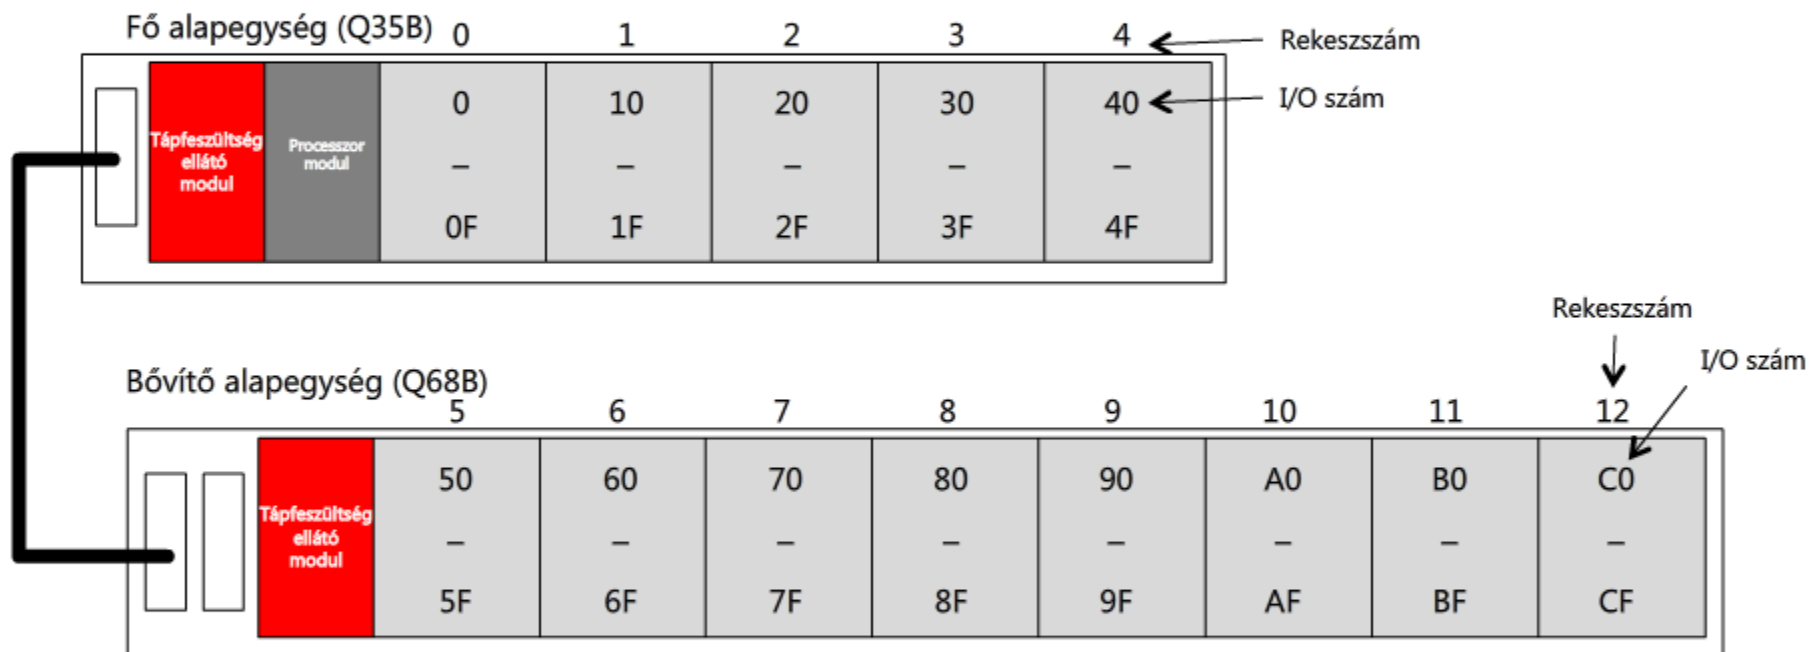 Fő alapegység (Q35B)
0 1 2 3 4
Rekeszszám
Tápfeszültség
ellátó
modul
Processzor
modul
0 10 20 30 40
I/O szám
– – – – –
0F 1F 2F 3F 4F
Rekeszszám
I/O szám
Bővítő alapegység (Q68B)
5 6 7 8 9 10 11 12
Tápfeszültség
ellátó
modul
50 60 70 80 90 A0 B0 C0
– – – – – – – –
5F 6F 7F 8F 9F AF BF CF